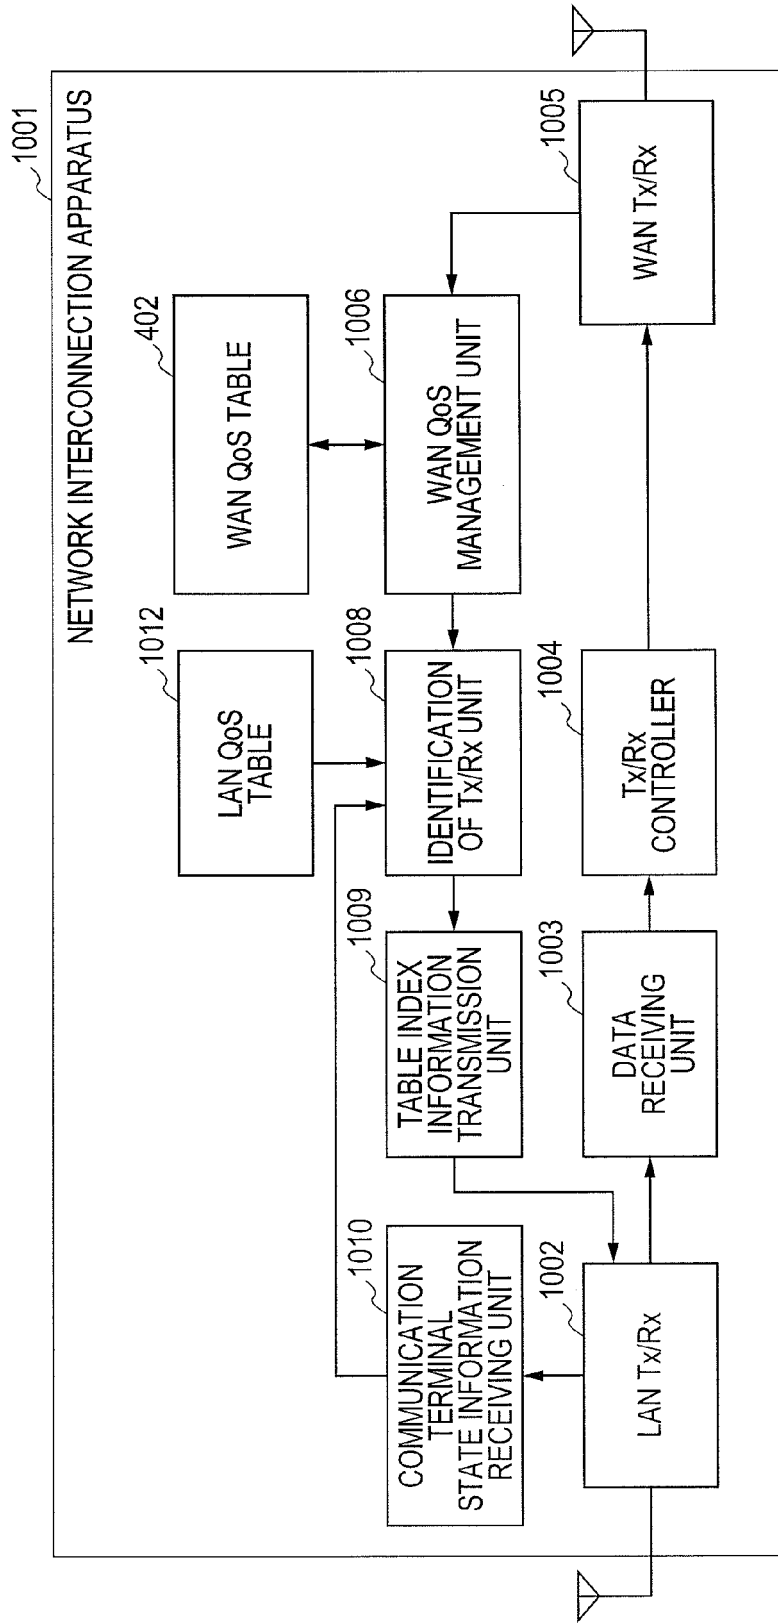 1001
NETWORK INTERCONNECTION APPARATUS
1012
LAN QoS
TABLE
402
WAN QoS TABLE
1010
COMMUNICATION
TERMINAL
STATE INFORMATION
RECEIVING UNIT
1009
TABLE INDEX
INFORMATION
TRANSMISSION
UNIT
1008
IDENTIFICATION
OF Tx/Rx UNIT
1006
WAN QoS
MANAGEMENT UNIT
1002
LAN Tx/Rx
1003
DATA
RECEIVING
UNIT
1004
Tx/Rx
CONTROLLER
1005
WAN Tx/Rx